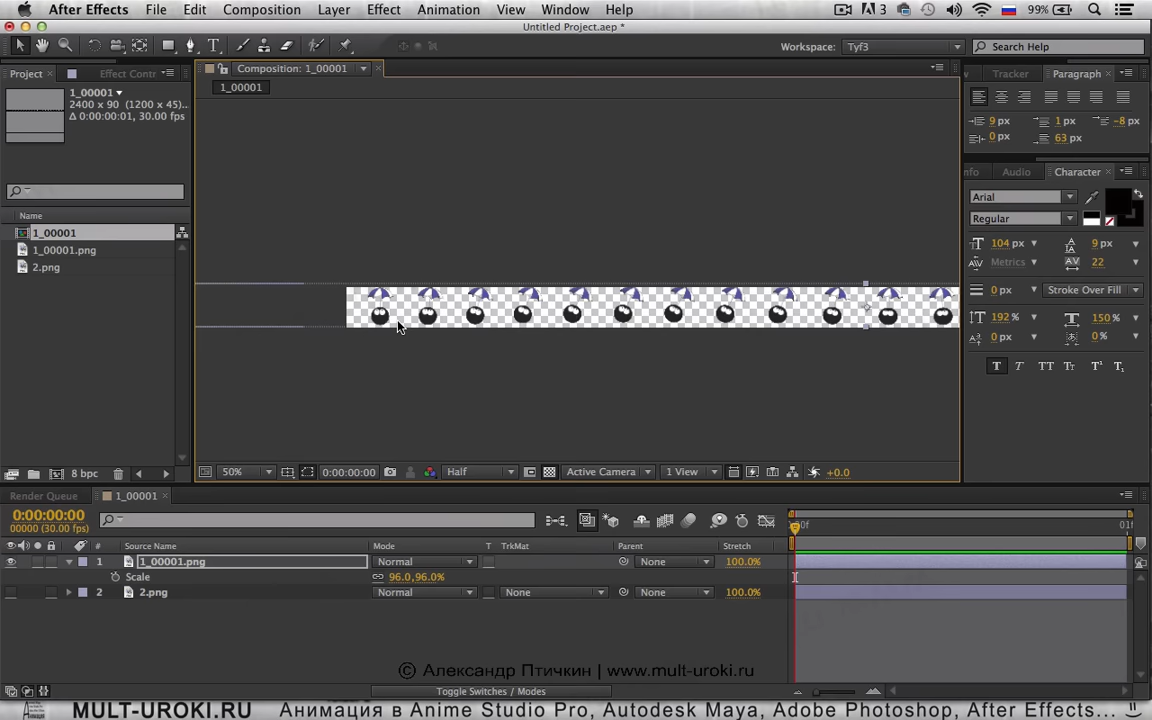 After Effects File Edit Composition Layer Effect Animation View Window Help 3 99%
Untitled Project.aep *
Workspace: Tyf3 Search Help
Project Effect Contr Composition: 1_00001 Tracker Paragraph
1_00001
1_00001
2400 x 90 (1200 x 45)...
Δ 0:00:00:01, 30.00 fps
9 px 1 px -8 px
0 px 63 px
nfo Audio Character
Arial
Regular
Name
1_00001
1_00001.png
2.png
104 px 9 px
Metrics 22
0 px Stroke Over Fill
192 % 150 %
0 px 0 %
T T TT Tт T¹ T₁
8 bpc 50% 0:00:00:00 Half Active Camera 1 View +0.0
Render Queue 1_00001
0:00:00:00
00000 (30.00 fps)
:00f 01f
# Source Name Mode T TrkMat Parent Stretch
1 1_00001.png Normal None 100.0%
Scale 96.0,96.0%
2 2.png Normal None None 100.0%
© Александр Птичкин | www.mult-uroki.ru
Toggle Switches / Modes
MULT-UROKI.RU Анимация в Anime Studio Pro, Autodesk Maya, Adobe Photoshop, After Effects...